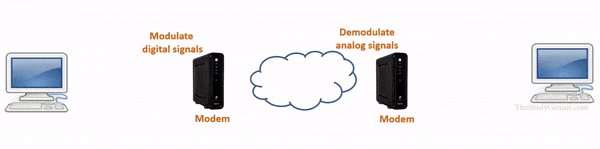 Modulate
digital signals
Demodulate
analog signals
Modem
Modem
TheStudyGenius.com